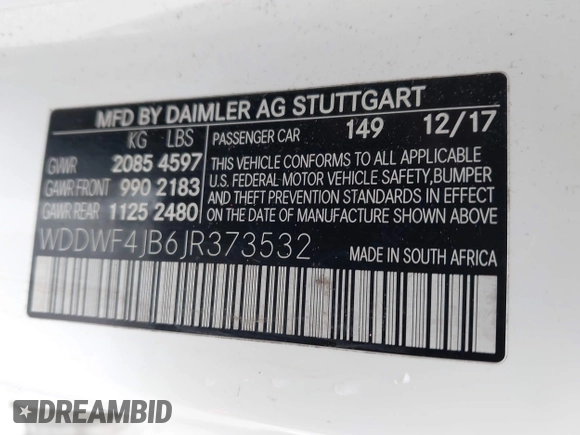 MFD BY DAIMLER AG STUTTGART
KG LBS PASSENGER CAR 149 12/17
GVWR 2085 4597
GAWR FRONT 990 2183
GAWR REAR 1125 2480
THIS VEHICLE CONFORMS TO ALL APPLICABLE
U.S. FEDERAL MOTOR VEHICLE SAFETY, BUMPER
AND THEFT PREVENTION STANDARDS IN EFFECT
ON THE DATE OF MANUFACTURE SHOWN ABOVE
WDDWF4JB6JR373532
MADE IN SOUTH AFRICA
DREAMBID